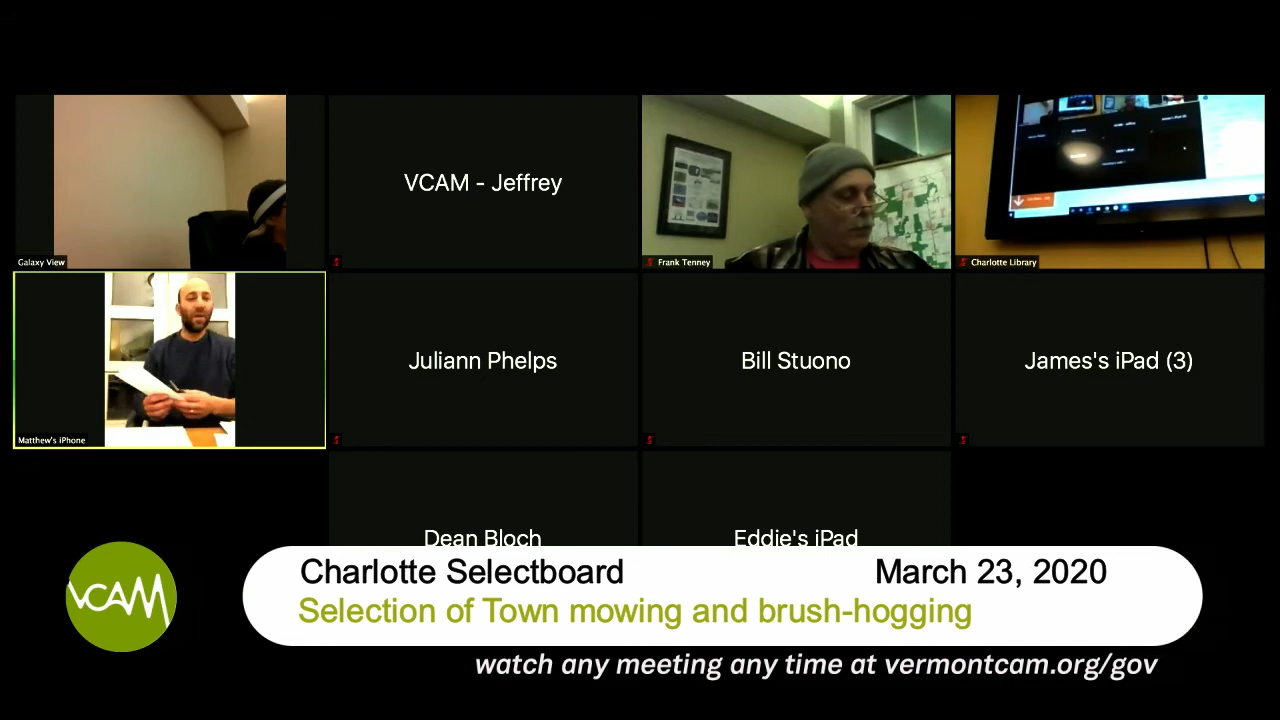 VCAM - Jeffrey
Galaxy View
Frank Tenney
Charlotte Library
Juliann Phelps
Bill Stuono
James's iPad (3)
Matthew's iPhone
Dean Bloch
Eddie's iPad
VCAM
Charlotte Selectboard
March 23, 2020
Selection of Town mowing and brush-hogging
watch any meeting any time at vermontcam.org/gov